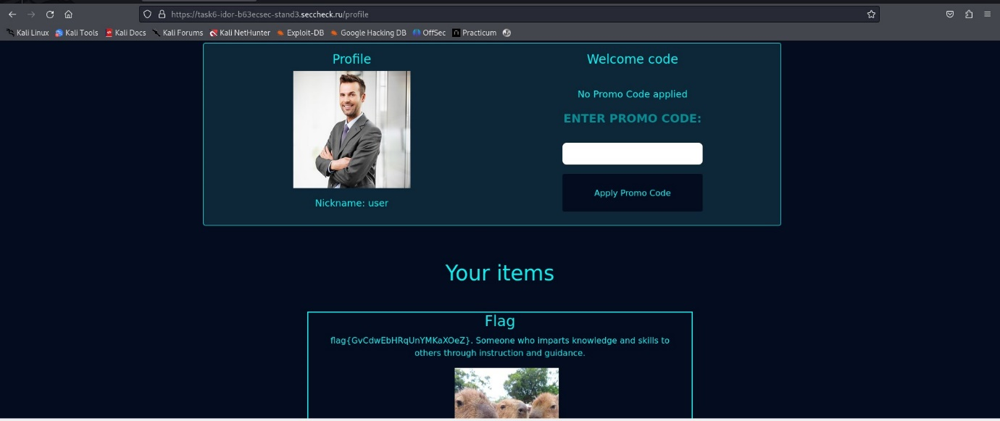 https://task6-idor-b63ecsec-stand3.seccheck.ru/profile
Kali Linux Kali Tools Kali Docs Kali Forums Kali NetHunter Exploit-DB Google Hacking DB OffSec Practicum
Profile
Nickname: user
Welcome code
No Promo Code applied
ENTER PROMO CODE:
Apply Promo Code
Your items
Flag
flag{GvCdwEbHRqUnYMKaXOeZ}. Someone who imparts knowledge and skills to
others through instruction and guidance.